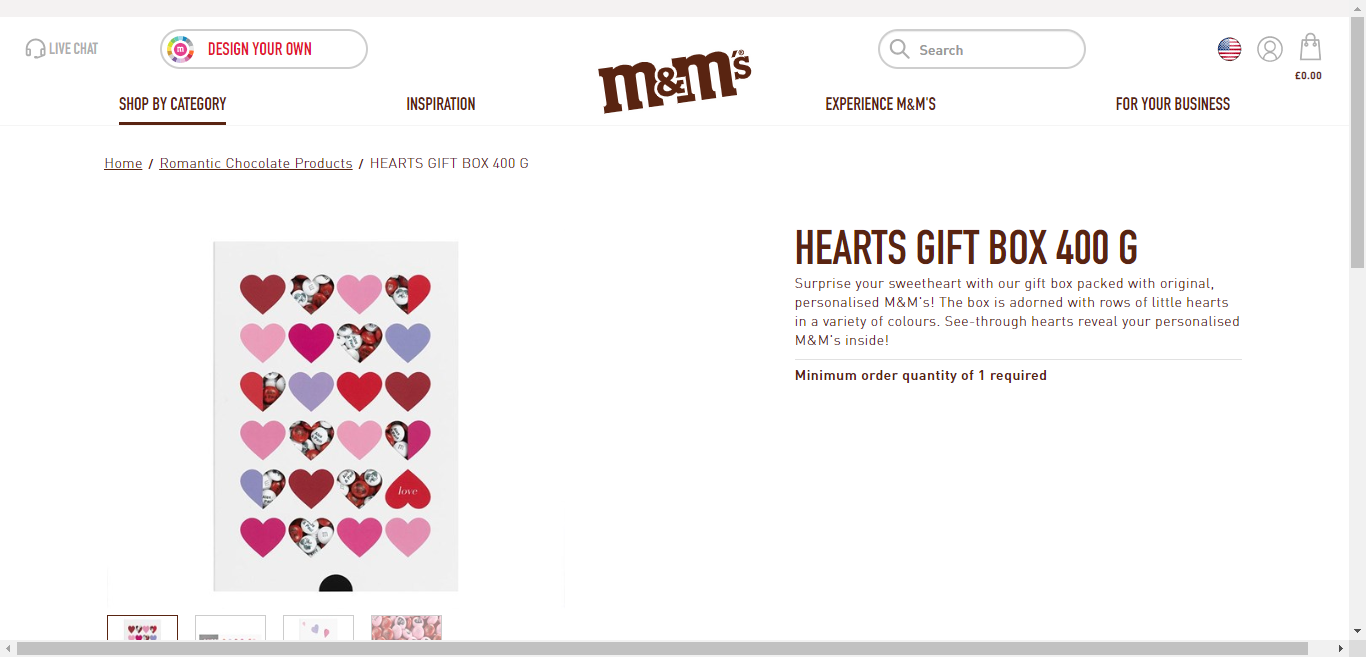 LIVE CHAT
DESIGN YOUR OWN
m&m's®
Search
£0.00
SHOP BY CATEGORY
INSPIRATION
EXPERIENCE M&M'S
FOR YOUR BUSINESS
Home / Romantic Chocolate Products / HEARTS GIFT BOX 400 G
HEARTS GIFT BOX 400 G
Surprise your sweetheart with our gift box packed with original,
personalised M&M's! The box is adorned with rows of little hearts
in a variety of colours. See-through hearts reveal your personalised
M&M's inside!
Minimum order quantity of 1 required
love